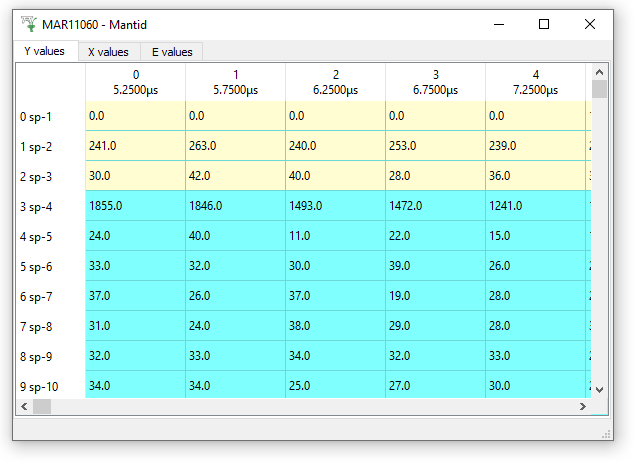 MAR11060 - Mantid
Y values X values E values
0 1 2 3 4
5.2500µs 5.7500µs 6.2500µs 6.7500µs 7.2500µs
0 sp-1 0.0 0.0 0.0 0.0 0.0
1 sp-2 241.0 263.0 240.0 253.0 239.0
2 sp-3 30.0 42.0 40.0 28.0 36.0
3 sp-4 1855.0 1846.0 1493.0 1472.0 1241.0
4 sp-5 24.0 40.0 11.0 22.0 15.0
5 sp-6 33.0 32.0 30.0 39.0 26.0
6 sp-7 37.0 26.0 37.0 19.0 28.0
7 sp-8 31.0 24.0 38.0 29.0 28.0
8 sp-9 32.0 33.0 34.0 32.0 33.0
9 sp-10 34.0 34.0 25.0 27.0 30.0